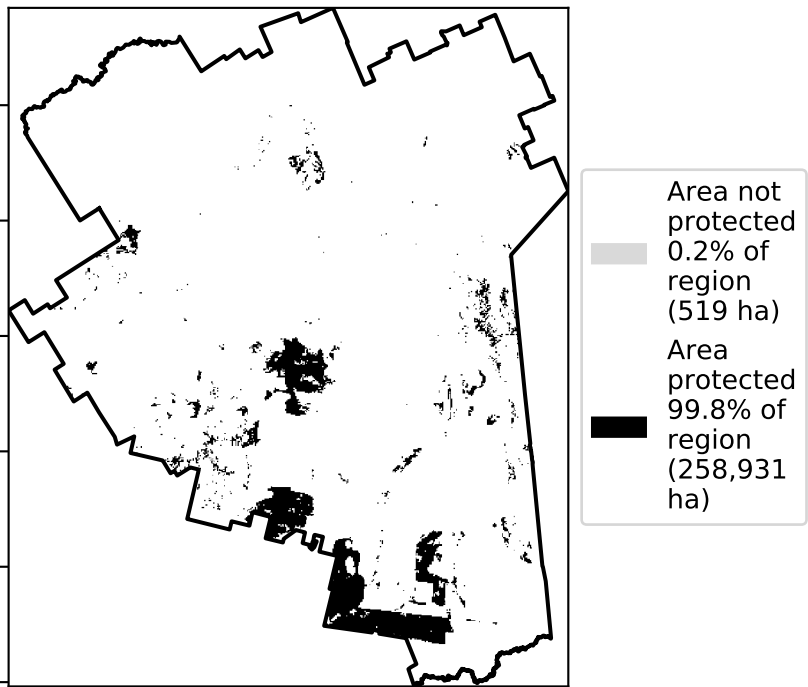 Area not
protected
0.2% of
region
(519 ha)
Area
protected
99.8% of
region
(258,931
ha)